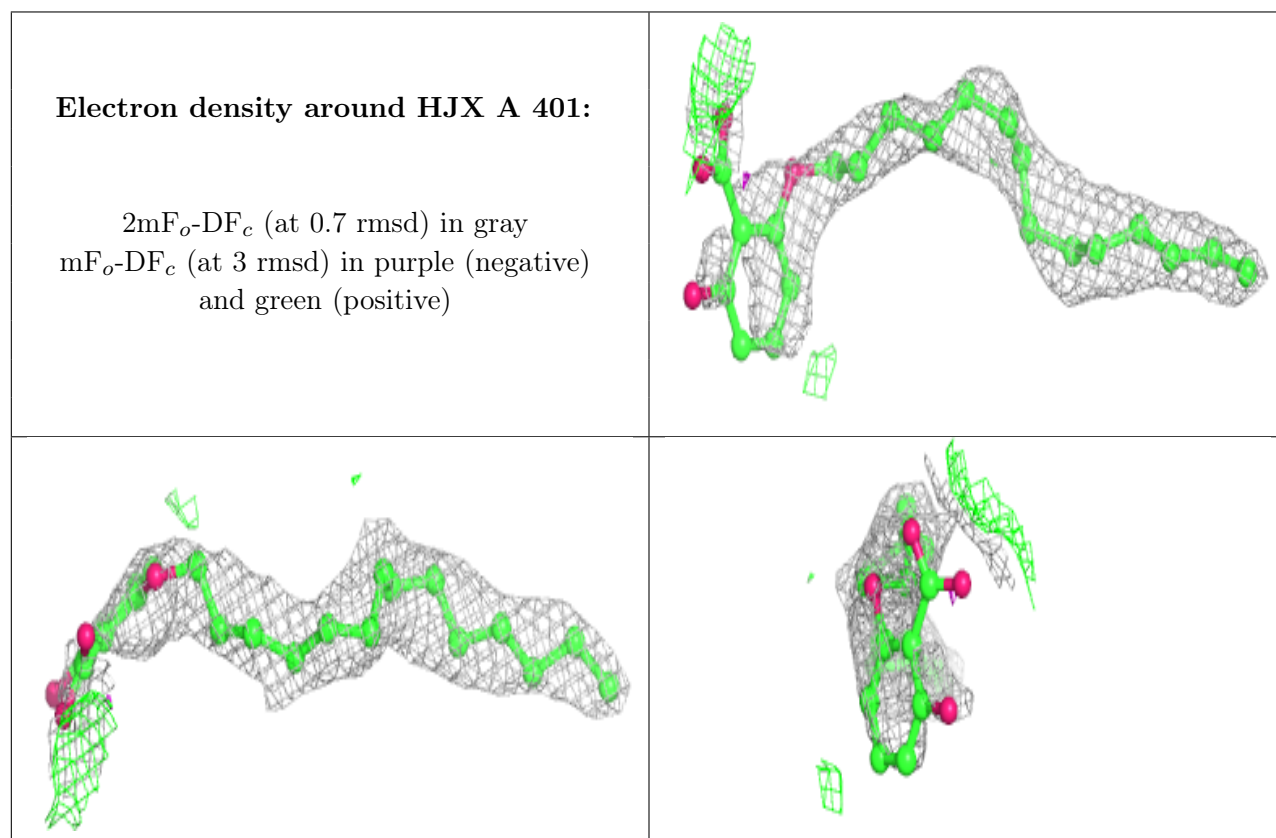 Electron density around HJX A 401:
2mFo-DFc (at 0.7 rmsd) in gray
mFo-DFc (at 3 rmsd) in purple (negative)
and green (positive)